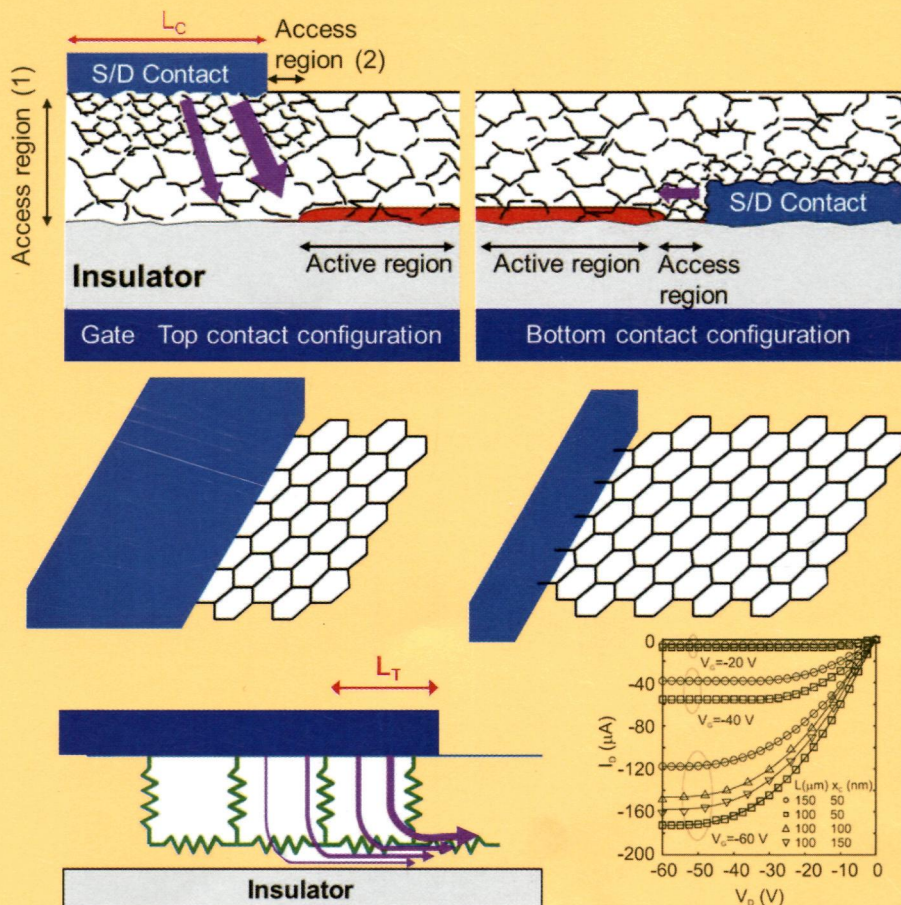 L_C
Access
region (2)
S/D Contact
Access region (1)
S/D Contact
Active region
Active region
Access
region
Insulator
Gate Top contact configuration
Bottom contact configuration
L_T
Insulator
0
-40
-80
-120
-160
-200
I_D (µA)
V_G=-20 V
V_G=-40 V
V_G=-60 V
L(µm) x_c (nm)
150 50
100 50
100 100
100 150
-60 -50 -40 -30 -20 -10 0
V_D (V)